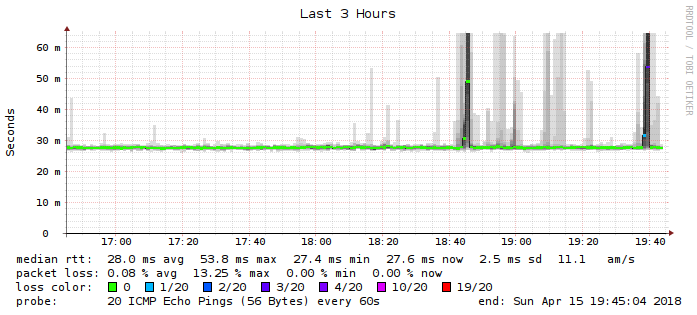 Last 3 Hours
RRDTOOL / TOBI OETIKER
Seconds
60 m
50 m
40 m
30 m
20 m
10 m
0
17:00 17:20 17:40 18:00 18:20 18:40 19:00 19:20 19:40
median rtt: 28.0 ms avg 53.8 ms max 27.4 ms min 27.6 ms now 2.5 ms sd 11.1 am/s
packet loss: 0.08 % avg 13.25 % max 0.00 % min 0.00 % now
loss color: 0 1/20 2/20 3/20 4/20 10/20 19/20
probe: 20 ICMP Echo Pings (56 Bytes) every 60s end: Sun Apr 15 19:45:04 2018